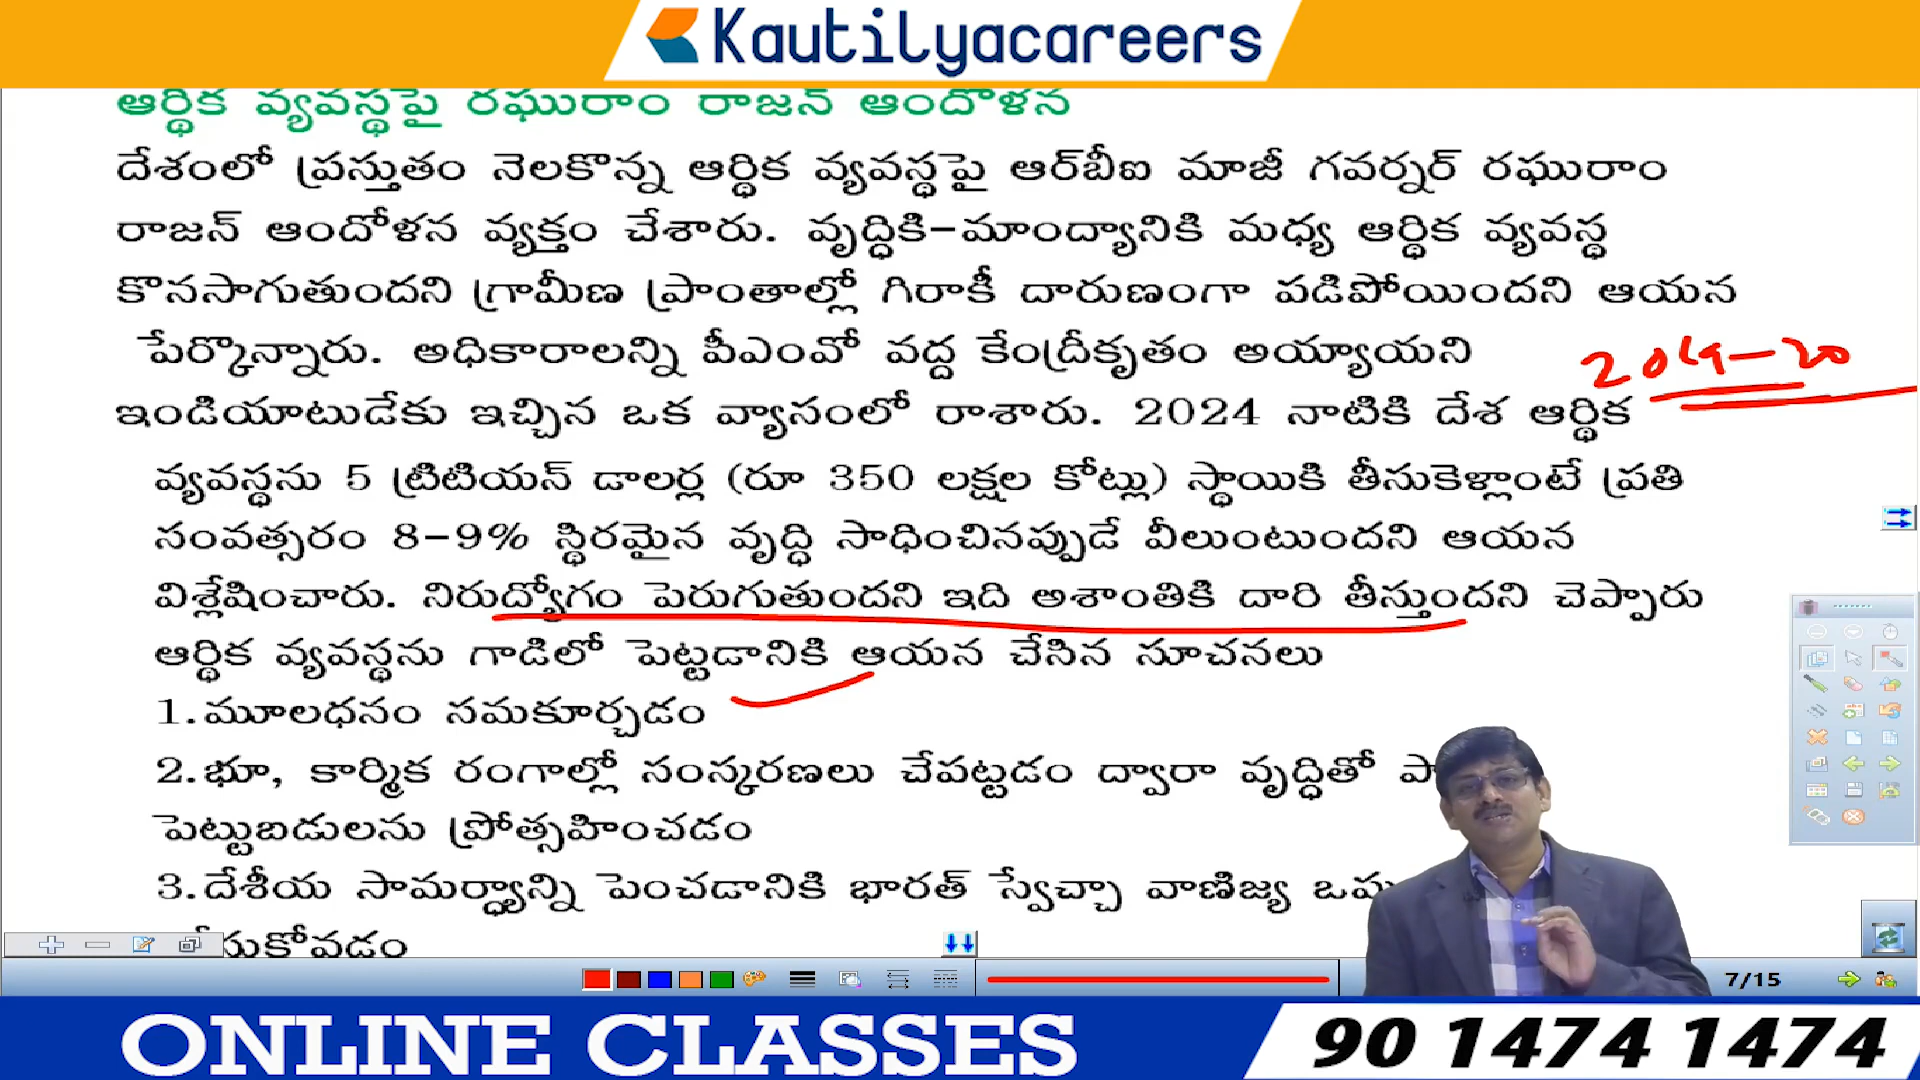 Kautilyacareers
ఆర్థిక వ్యవస్థపై రఘురాం రాజన్ ఆందోళన
దేశంలో ప్రస్తుతం నెలకొన్న ఆర్థిక వ్యవస్థపై ఆర్‌బీఐ మాజీ గవర్నర్ రఘురాం
రాజన్ ఆందోళన వ్యక్తం చేశారు. వృద్ధికి-మాంద్యానికి మధ్య ఆర్థిక వ్యవస్థ
కొనసాగుతుందని గ్రామీణ ప్రాంతాల్లో గిరాకీ దారుణంగా పడిపోయిందని ఆయన
పేర్కొన్నారు. అధికారాలన్ని పీఎంవో వద్ద కేంద్రీకృతం అయ్యాయని
2019-20
ఇండియాటుడేకు ఇచ్చిన ఒక వ్యాసంలో రాశారు. 2024 నాటికి దేశ ఆర్థిక
వ్యవస్థను 5 ట్రిటియన్ డాలర్ల (రూ 350 లక్షల కోట్లు) స్థాయికి తీసుకెళ్లాంటే ప్రతి
సంవత్సరం 8-9% స్థిరమైన వృద్ధి సాధించినప్పుడే వీలుంటుందని ఆయన
విశ్లేషించారు. నిరుద్యోగం పెరుగుతుందని ఇది అశాంతికి దారి తీస్తుందని చెప్పారు
ఆర్థిక వ్యవస్థను గాడిలో పెట్టడానికి ఆయన చేసిన సూచనలు
1.మూలధనం సమకూర్చడం
2.భూ, కార్మిక రంగాల్లో సంస్కరణలు చేపట్టడం ద్వారా వృద్ధితో
పెట్టుబడులను ప్రోత్సహించడం
3.దేశీయ సామర్థ్యాన్ని పెంచడానికి భారత్ స్వేచ్ఛా వాణిజ్య
7/15
ONLINE CLASSES
90 1474 1474